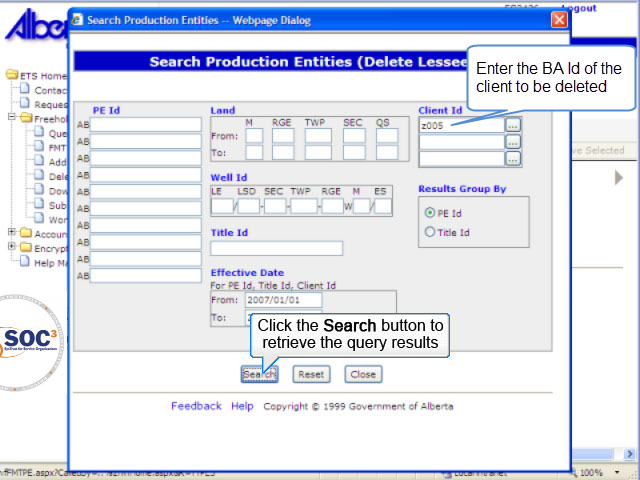 Search Production Entities -- Webpage Dialog
Logout
Search Production Entities (Delete Lessee
Enter the BA Id of the
client to be deleted
ETS Home
Contac
Reques
Freehol
Que
FMT
Add
Dele
Dow
Sub
Wor
Accoun
Encrypt
Help Ma
SOC3
PE Id
AB
AB
AB
AB
AB
AB
AB
AB
AB
AB
Land
M RGE TWP SEC QS
From:
To:
Well Id
LE LSD SEC TWP RGE M ES
/ - - - W /
Title Id
Effective Date
For PE Id, Title Id, Client Id
From: 2007/01/01
To:
Client Id
z005 ...
...
...
Results Group By
PE Id
Title Id
ve Selected
Click the Search button to
retrieve the query results
Search Reset Close
Feedback Help Copyright © 1999 Government of Alberta
100%